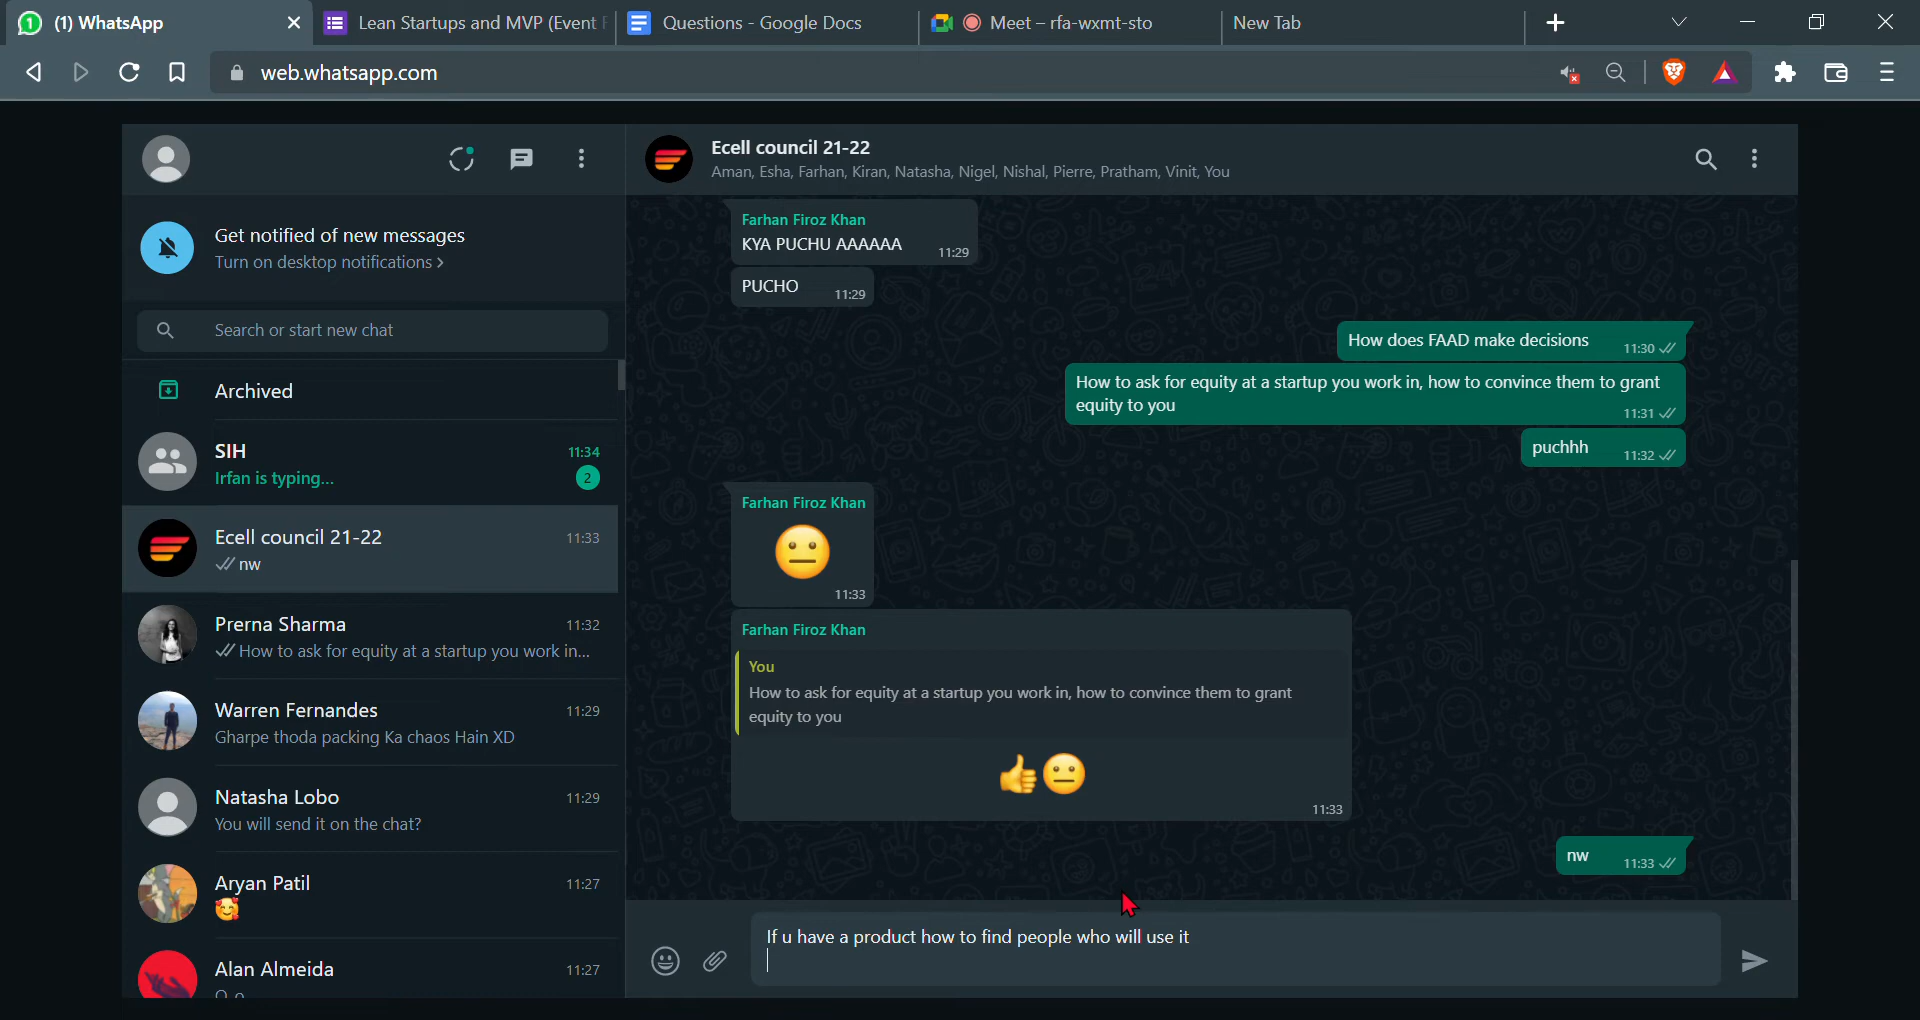 (1) WhatsApp
Lean Startups and MVP (Event F
Questions - Google Docs
Meet – rfa-wxmt-sto
New Tab
web.whatsapp.com
Get notified of new messages
Turn on desktop notifications >
Search or start new chat
Archived
SIH 11:34
Irfan is typing... 2
Ecell council 21-22 11:33
nw
Prerna Sharma 11:32
How to ask for equity at a startup you work in...
Warren Fernandes 11:29
Gharpe thoda packing Ka chaos Hain XD
Natasha Lobo 11:29
You will send it on the chat?
Aryan Patil 11:27
Alan Almeida 11:27
Ecell council 21-22
Aman, Esha, Farhan, Kiran, Natasha, Nigel, Nishal, Pierre, Pratham, Vinit, You
Farhan Firoz Khan
KYA PUCHU AAAAAA 11:29
PUCHO 11:29
How does FAAD make decisions 11:30
How to ask for equity at a startup you work in, how to convince them to grant
equity to you 11:31
puchhh 11:32
Farhan Firoz Khan
😐
11:33
Farhan Firoz Khan
You
How to ask for equity at a startup you work in, how to convince them to grant
equity to you
👍😐
11:33
nw 11:33
If u have a product how to find people who will use it